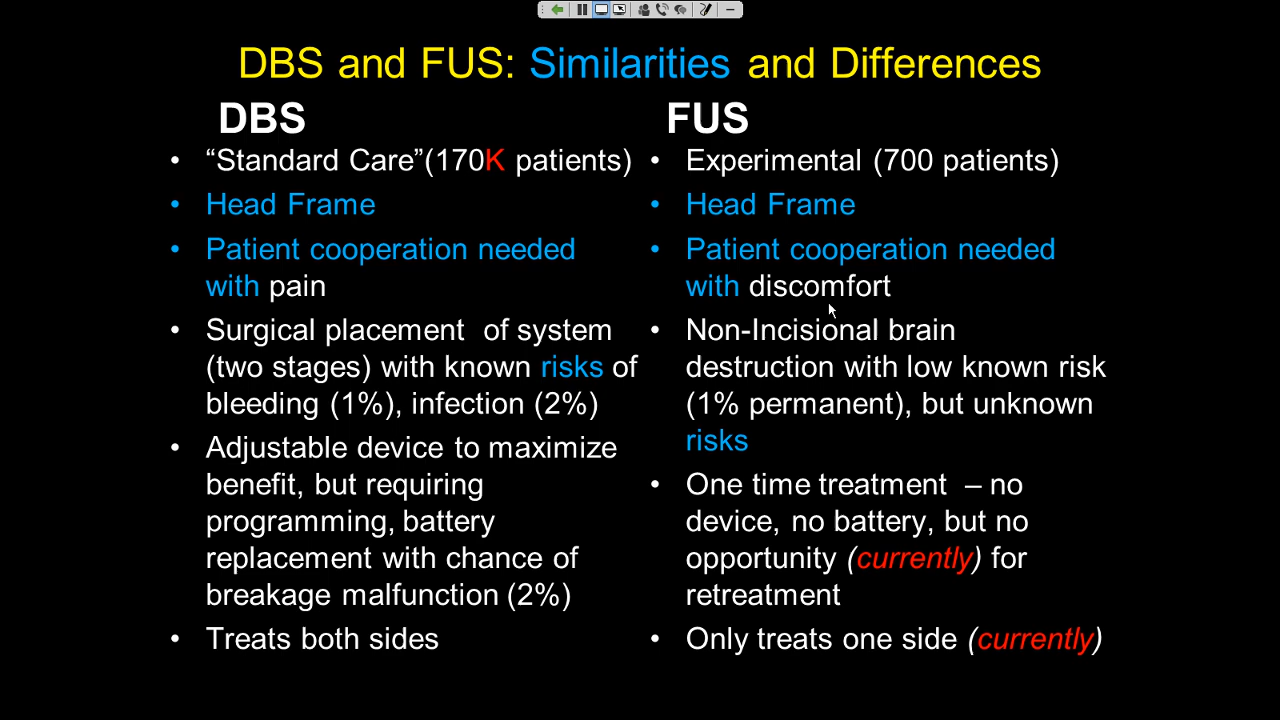 DBS and FUS: Similarities and Differences
DBS
• “Standard Care”(170K patients)
• Head Frame
• Patient cooperation needed
with pain
• Surgical placement of system
(two stages) with known risks of
bleeding (1%), infection (2%)
• Adjustable device to maximize
benefit, but requiring
programming, battery
replacement with chance of
breakage malfunction (2%)
• Treats both sides
FUS
• Experimental (700 patients)
• Head Frame
• Patient cooperation needed
with discomfort
• Non-Incisional brain
destruction with low known risk
(1% permanent), but unknown
risks
• One time treatment – no
device, no battery, but no
opportunity (currently) for
retreatment
• Only treats one side (currently)